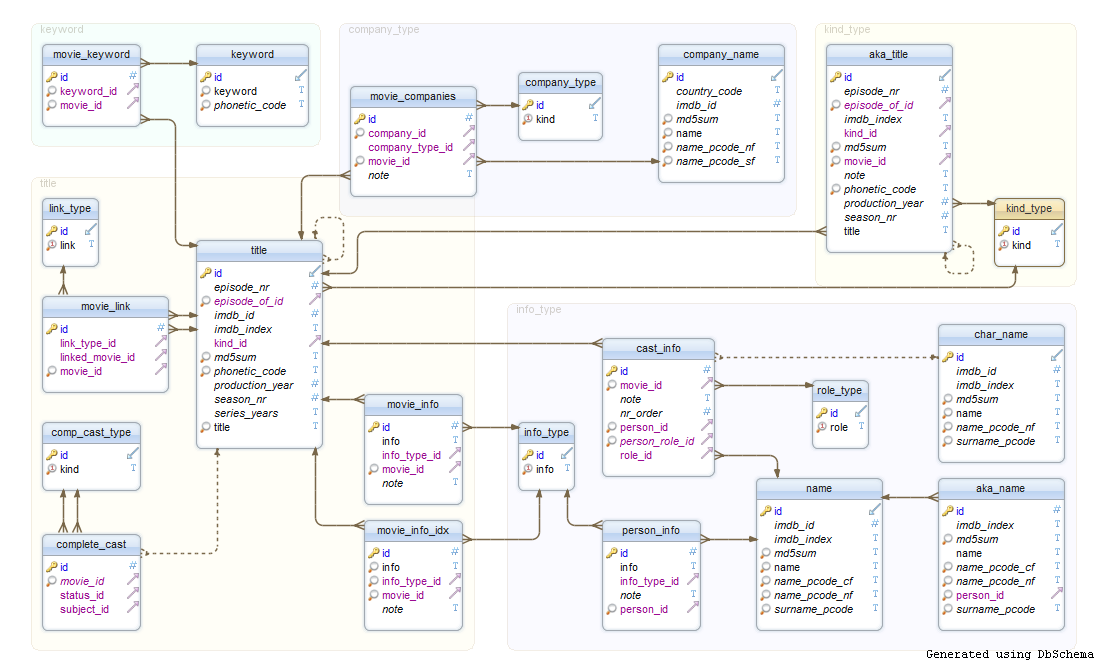 keyword
movie_keyword
id #
keyword_id
movie_id
keyword
id
keyword T
phonetic_code T
company_type
movie_companies
id #
company_id
company_type_id
movie_id
note T
company_type
id
kind T
company_name
id
country_code T
imdb_id #
md5sum T
name T
name_pcode_nf T
name_pcode_sf T
kind_type
aka_title
id
episode_nr #
episode_of_id
imdb_index T
kind_id
md5sum T
movie_id
note T
phonetic_code T
production_year #
season_nr #
title T
kind_type
id
kind T
title
link_type
id
link T
movie_link
id #
link_type_id
linked_movie_id
movie_id
title
id
episode_nr #
episode_of_id
imdb_id #
imdb_index T
kind_id
md5sum T
phonetic_code T
production_year #
season_nr #
series_years T
title T
comp_cast_type
id
kind T
complete_cast
id #
movie_id
status_id
subject_id
movie_info
id #
info T
info_type_id
movie_id
note T
movie_info_idx
id #
info T
info_type_id
movie_id
note T
info_type
info_type
id
info T
cast_info
id #
movie_id
note T
nr_order #
person_id
person_role_id
role_id
role_type
id
role T
char_name
id
imdb_id #
imdb_index T
md5sum T
name T
name_pcode_nf T
surname_pcode T
person_info
id #
info T
info_type_id
note T
person_id
name
id
imdb_id #
imdb_index T
md5sum T
name T
name_pcode_cf T
name_pcode_nf T
surname_pcode T
aka_name
id #
imdb_index T
md5sum T
name T
name_pcode_cf T
name_pcode_nf T
person_id
surname_pcode T
Generated using DbSchema